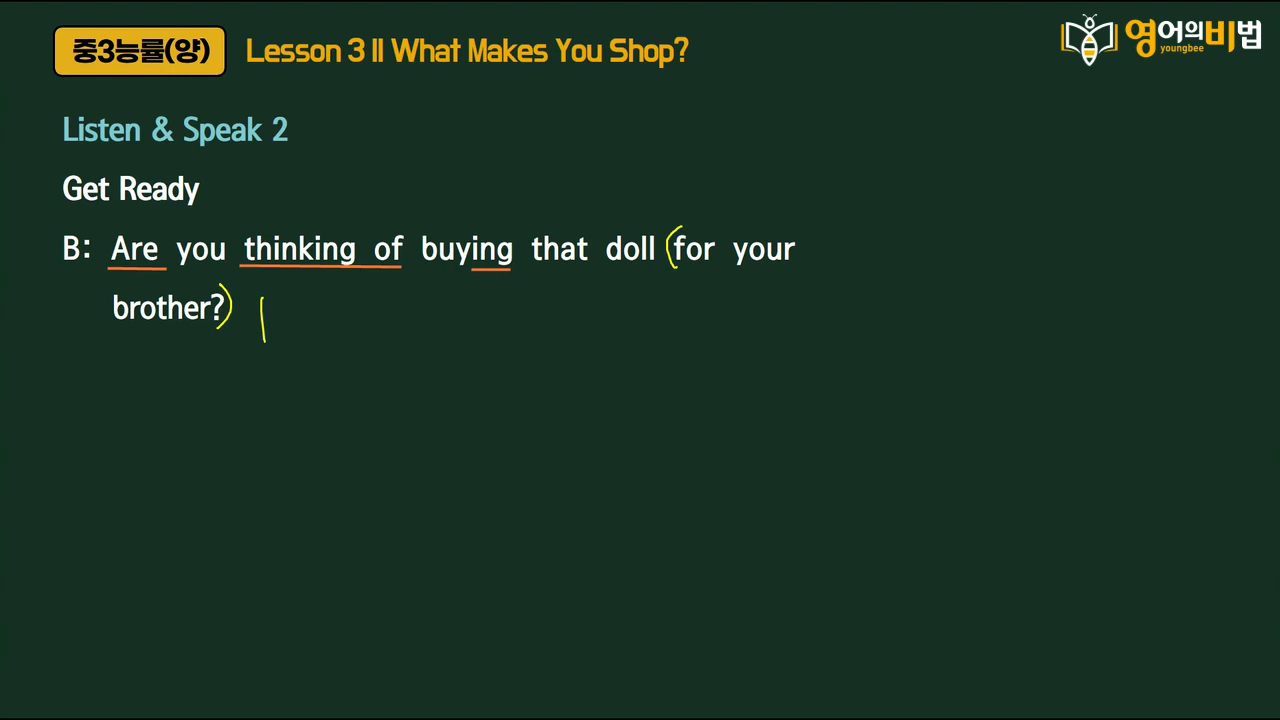 중3능률(양) Lesson 3 II What Makes You Shop?
영어의비법
youngbee
Listen & Speak 2
Get Ready
B: Are you thinking of buying that doll (for your
brother?)